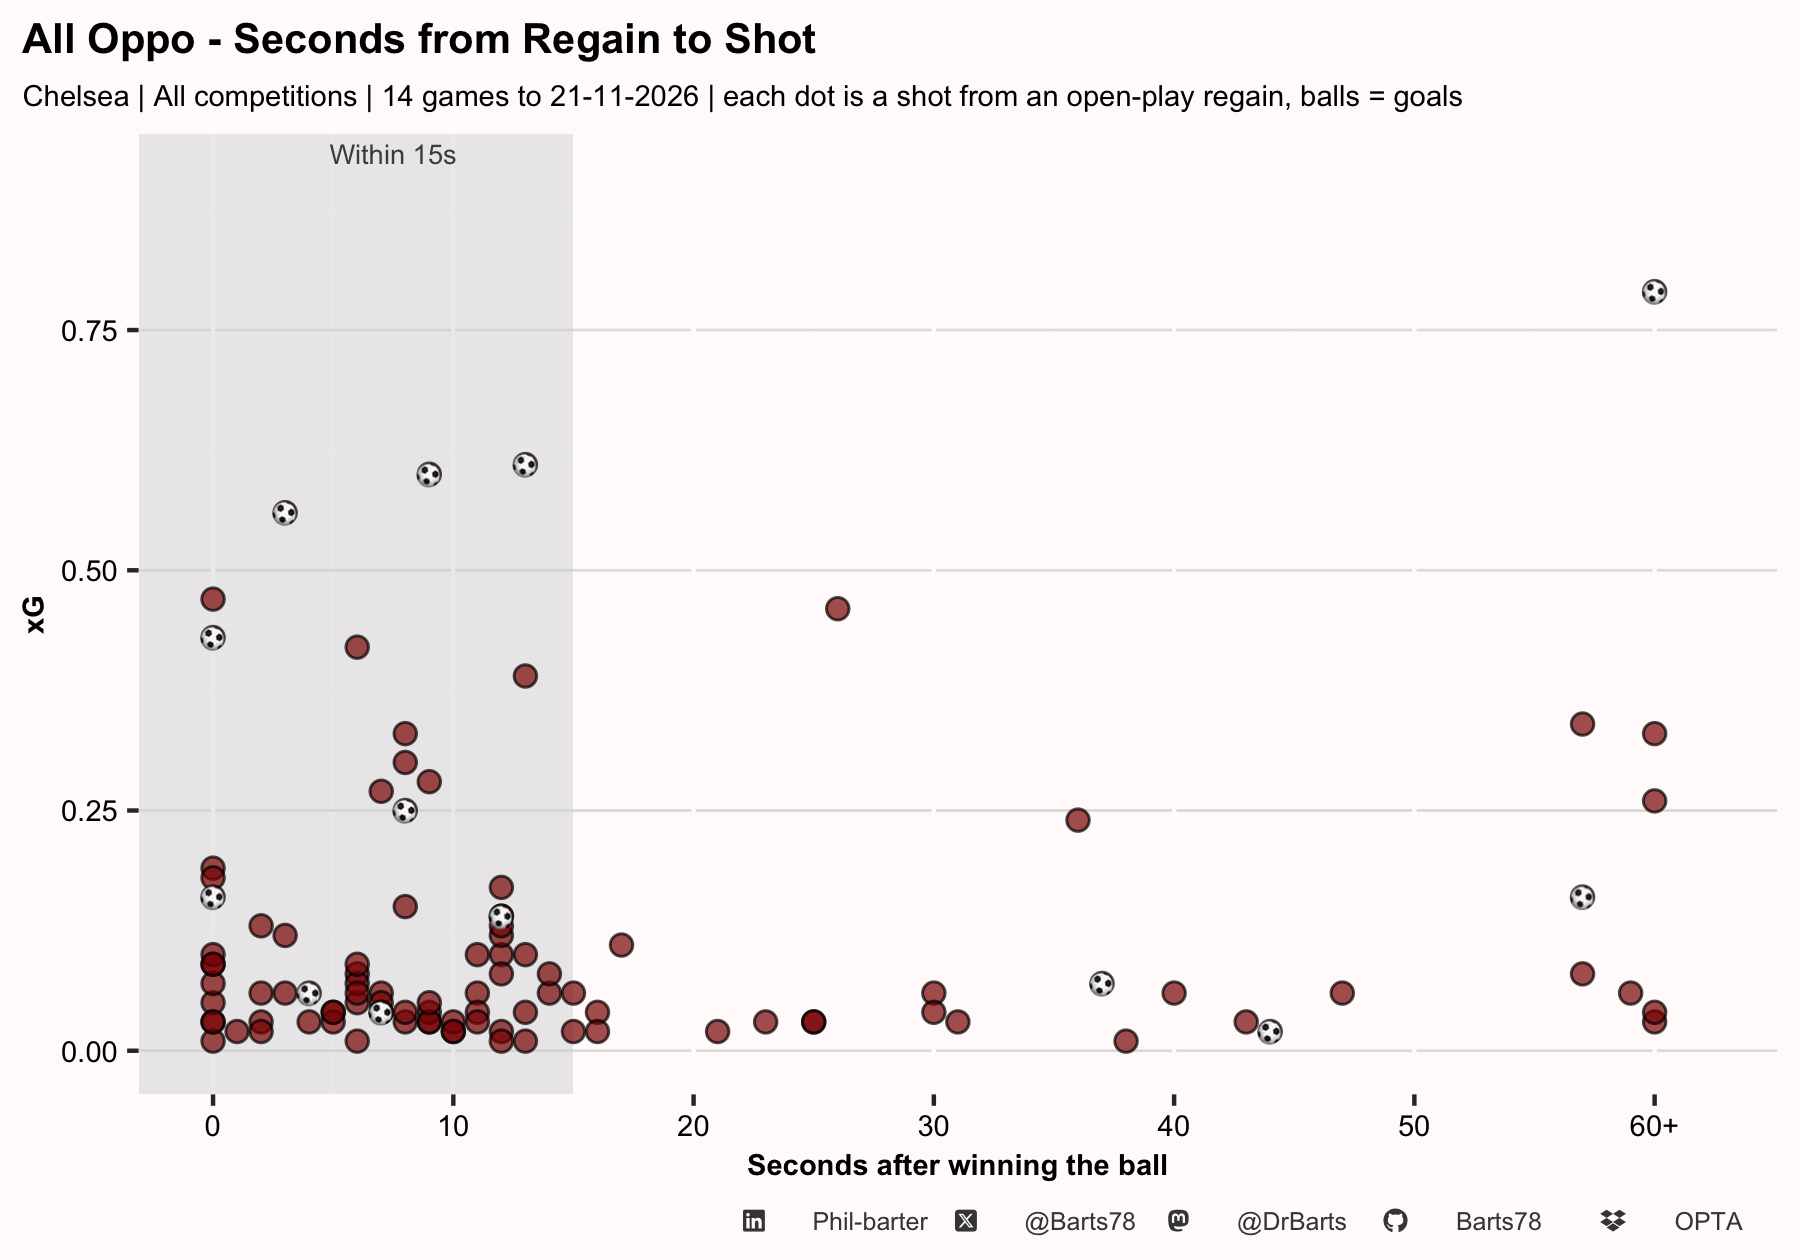 All Oppo - Seconds from Regain to Shot
Chelsea | All competitions | 14 games to 21-11-2026 | each dot is a shot from an open-play regain, balls = goals
Within 15s
0.75
0.50
0.25
0.00
xG
0 10 20 30 40 50 60+
Seconds after winning the ball
Phil-barter @Barts78 @DrBarts Barts78 OPTA